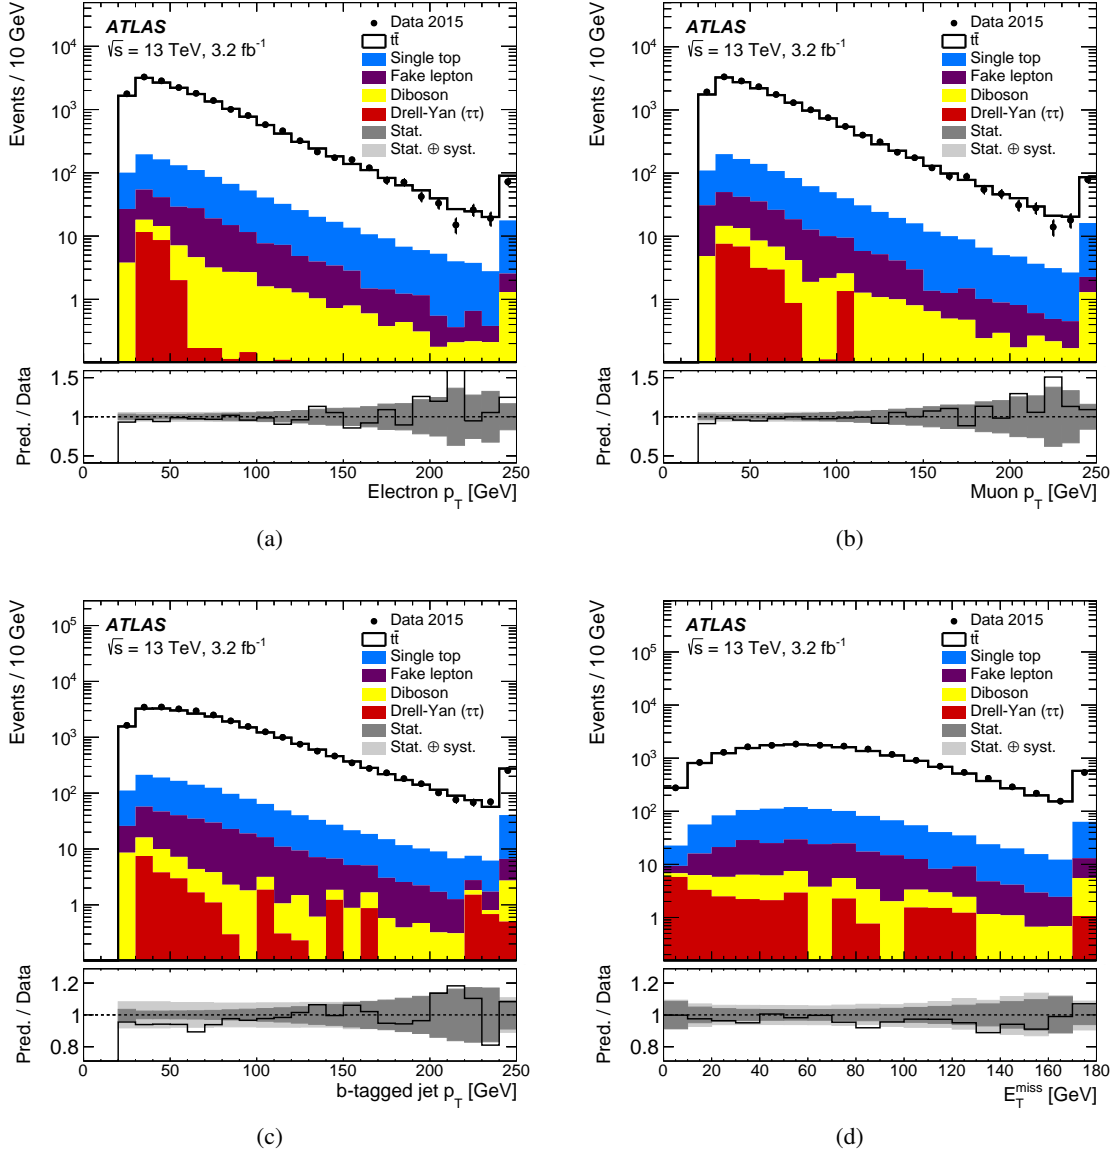 ATLAS
√s = 13 TeV, 3.2 fb⁻¹
Data 2015
tt̄
Single top
Fake lepton
Diboson
Drell-Yan (ττ)
Stat.
Stat. ⊕ syst.
Events / 10 GeV
10⁴
10³
10²
10
1
Pred. / Data
1.5
1
0.5
0 50 100 150 200 250
Electron p_T [GeV]
(a)
ATLAS
√s = 13 TeV, 3.2 fb⁻¹
Data 2015
tt̄
Single top
Fake lepton
Diboson
Drell-Yan (ττ)
Stat.
Stat. ⊕ syst.
Events / 10 GeV
10⁴
10³
10²
10
1
Pred. / Data
1.5
1
0.5
0 50 100 150 200 250
Muon p_T [GeV]
(b)
ATLAS
√s = 13 TeV, 3.2 fb⁻¹
Data 2015
tt̄
Single top
Fake lepton
Diboson
Drell-Yan (ττ)
Stat.
Stat. ⊕ syst.
Events / 10 GeV
10⁵
10⁴
10³
10²
10
1
Pred. / Data
1.2
1
0.8
0 50 100 150 200 250
b-tagged jet p_T [GeV]
(c)
ATLAS
√s = 13 TeV, 3.2 fb⁻¹
Data 2015
tt̄
Single top
Fake lepton
Diboson
Drell-Yan (ττ)
Stat.
Stat. ⊕ syst.
Events / 10 GeV
10⁵
10⁴
10³
10²
10
1
Pred. / Data
1.2
1
0.8
0 20 40 60 80 100 120 140 160 180
E_T^miss [GeV]
(d)